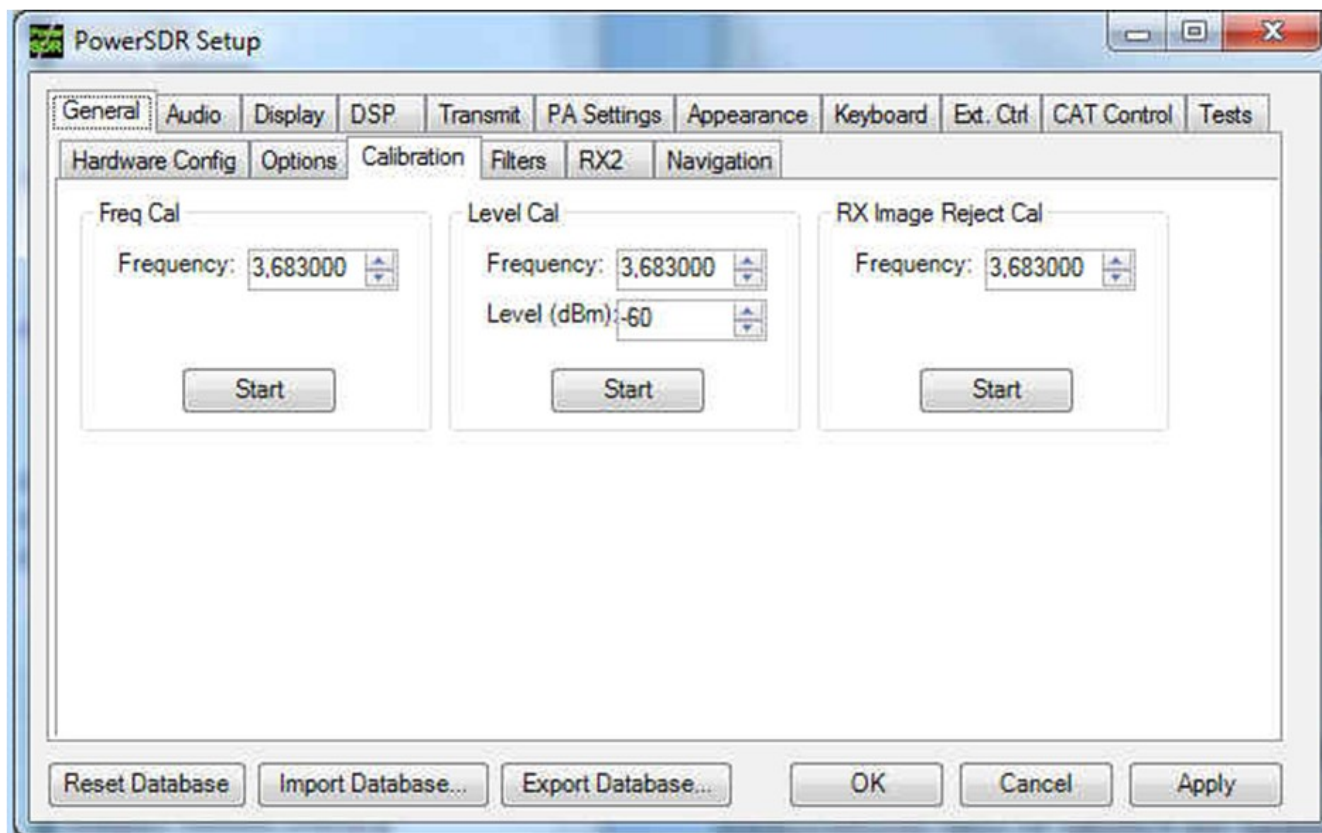 Power SDR PowerSDR Setup
General Audio Display DSP Transmit PA Settings Appearance Keyboard Ext. Ctrl CAT Control Tests
Hardware Config Options Calibration Filters RX2 Navigation
Freq Cal Level Cal RX Image Reject Cal
Frequency: 3,683000 Frequency: 3,683000 Frequency: 3,683000
Level (dBm): -60
Start Start Start
Reset Database Import Database... Export Database... OK Cancel Apply